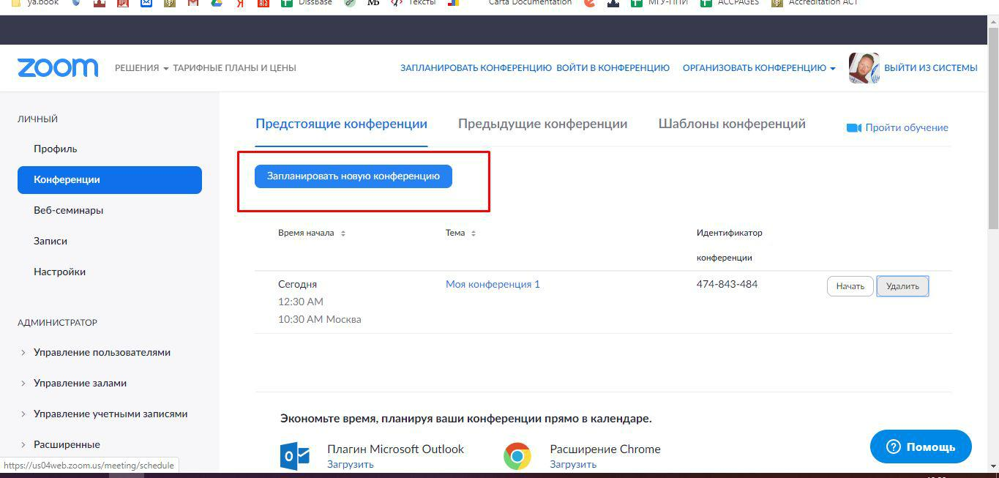 ya.book
DissBase
Тексты
Carta Documentation
МГУ-ППИ
ACCPAGES
Accreditation ACT
zoom
РЕШЕНИЯ
ТАРИФНЫЕ ПЛАНЫ И ЦЕНЫ
ЗАПЛАНИРОВАТЬ КОНФЕРЕНЦИЮ
ВОЙТИ В КОНФЕРЕНЦИЮ
ОРГАНИЗОВАТЬ КОНФЕРЕНЦИЮ
ВЫЙТИ ИЗ СИСТЕМЫ
ЛИЧНЫЙ
Профиль
Конференции
Веб-семинары
Записи
Настройки
АДМИНИСТРАТОР
Управление пользователями
Управление залами
Управление учетными записями
Расширенные
https://us04web.zoom.us/meeting/schedule
Предстоящие конференции
Предыдущие конференции
Шаблоны конференций
Пройти обучение
Запланировать новую конференцию
Время начала
Тема
Идентификатор
конференции
Сегодня
12:30 AM
10:30 AM Москва
Моя конференция 1
474-843-484
Начать
Удалить
Экономьте время, планируя ваши конференции прямо в календаре.
Плагин Microsoft Outlook
Загрузить
Расширение Chrome
Загрузить
Помощь